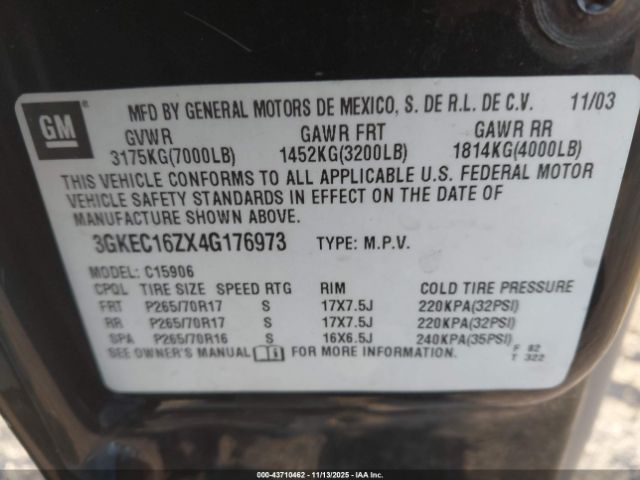 GM ®
MFD BY GENERAL MOTORS DE MEXICO, S. DE R.L. DE C.V. 11/03
GVWR GAWR FRT GAWR RR
3175KG(7000LB) 1452KG(3200LB) 1814KG(4000LB)
THIS VEHICLE CONFORMS TO ALL APPLICABLE U.S. FEDERAL MOTOR
VEHICLE SAFETY STANDARDS IN EFFECT ON THE DATE OF
MANUFACTURE SHOWN ABOVE.
3GKEC16ZX4G176973 TYPE: M.P.V.
MODEL: C15906
CPQL TIRE SIZE SPEED RTG RIM COLD TIRE PRESSURE
FRT P265/70R17 S 17X7.5J 220KPA(32PSI)
RR P265/70R17 S 17X7.5J 220KPA(32PSI)
SPA P265/70R16 S 16X6.5J 240KPA(35PSI)
SEE OWNER'S MANUAL FOR MORE INFORMATION.
F 82
T 322
000-43710462 - 11/13/2025 - IAA Inc.